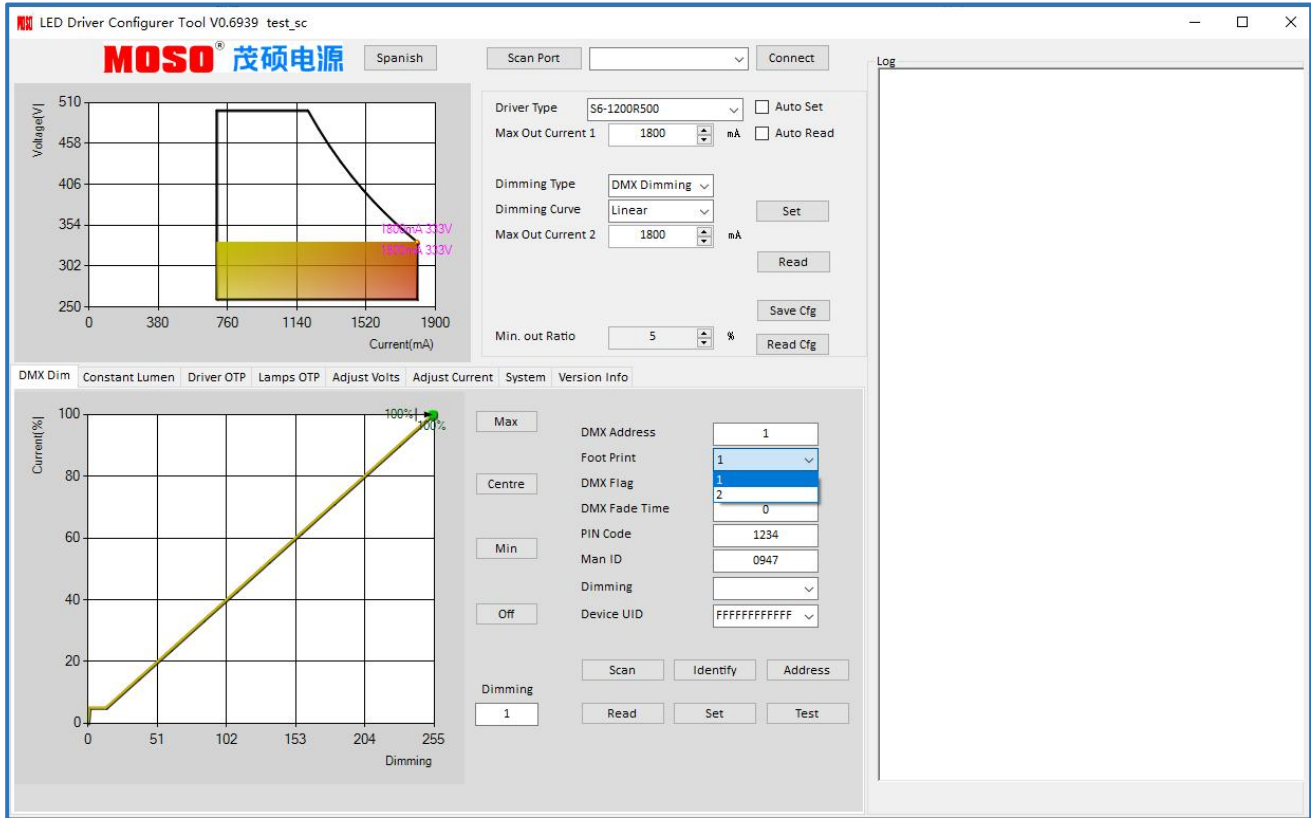 MOSO LED Driver Configurer Tool V0.6939 test_sc
MOSO® 茂硕电源
Spanish
Scan Port
Connect
Log
Voltage[V]
510
458
406
354
302
250
1800mA 333V
1800mA 333V
0 380 760 1140 1520 1900
Current(mA)
Driver Type S6-1200R500 Auto Set
Max Out Current 1 1800 mA Auto Read
Dimming Type DMX Dimming
Dimming Curve Linear Set
Max Out Current 2 1800 mA
Read
Save Cfg
Min. out Ratio 5 % Read Cfg
DMX Dim Constant Lumen Driver OTP Lamps OTP Adjust Volts Adjust Current System Version Info
Current[%]
100
80
60
40
20
0
100%
100%
0 51 102 153 204 255
Dimming
Max
Centre
Min
Off
Dimming
1
DMX Address 1
Foot Print 1
1
DMX Flag
2
DMX Fade Time 0
PIN Code 1234
Man ID 0947
Dimming
Device UID FFFFFFFFFFFF
Scan Identify Address
Read Set Test